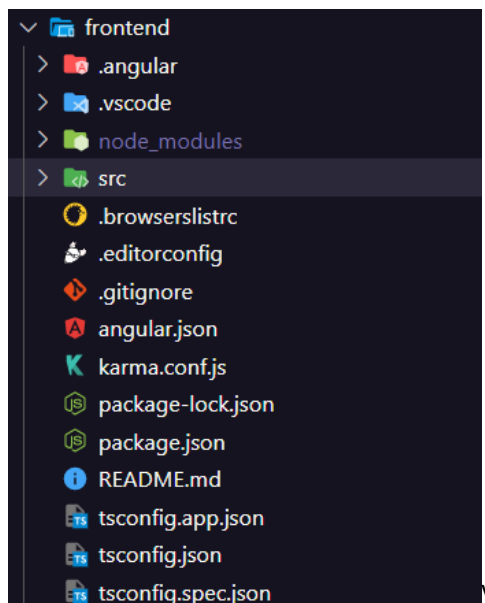 frontend
.angular
.vscode
node_modules
src
.browserslistrc
.editorconfig
.gitignore
angular.json
karma.conf.js
package-lock.json
package.json
README.md
tsconfig.app.json
tsconfig.json
tsconfig.spec.json